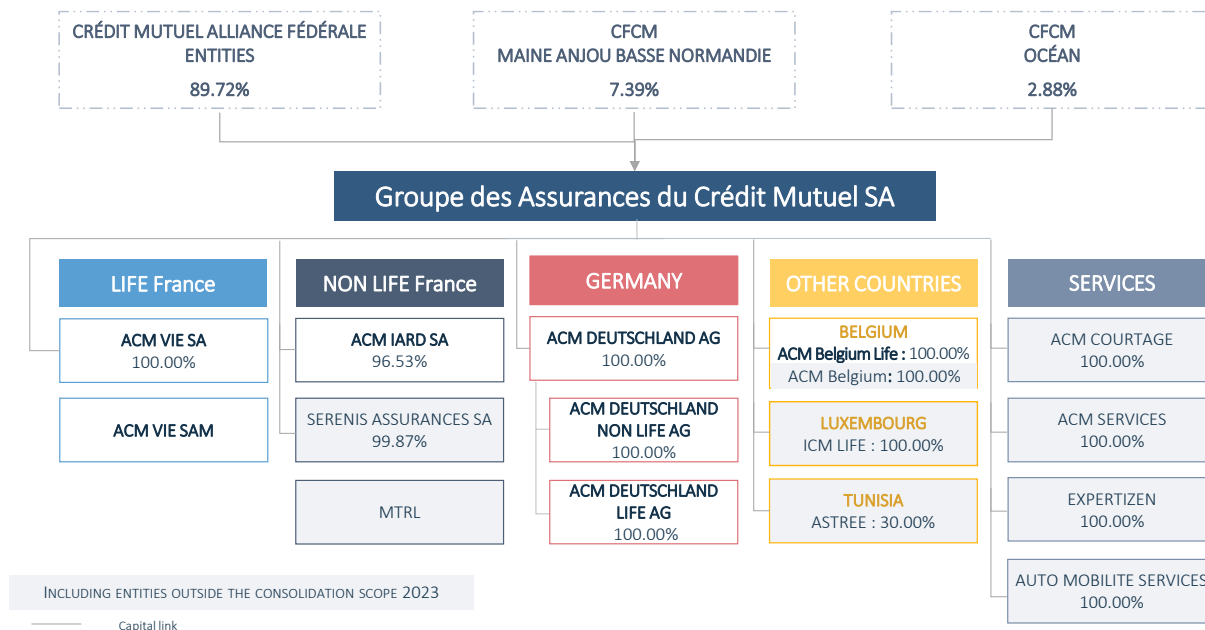 CRÉDIT MUTUEL ALLIANCE FÉDÉRALE
ENTITIES
89.72%
CFCM
MAINE ANJOU BASSE NORMANDIE
7.39%
CFCM
OCÉAN
2.88%
Groupe des Assurances du Crédit Mutuel SA
LIFE France
ACM VIE SA
100.00%
ACM VIE SAM
NON LIFE France
ACM IARD SA
96.53%
SERENIS ASSURANCES SA
99.87%
MTRL
GERMANY
ACM DEUTSCHLAND AG
100.00%
ACM DEUTSCHLAND
NON LIFE AG
100.00%
ACM DEUTSCHLAND
LIFE AG
100.00%
OTHER COUNTRIES
BELGIUM
ACM Belgium Life : 100.00%
ACM Belgium: 100.00%
LUXEMBOURG
ICM LIFE : 100.00%
TUNISIA
ASTREE : 30.00%
SERVICES
ACM COURTAGE
100.00%
ACM SERVICES
100.00%
EXPERTIZEN
100.00%
AUTO MOBILITE SERVICES
100.00%
INCLUDING ENTITIES OUTSIDE THE CONSOLIDATION SCOPE 2023
Capital link